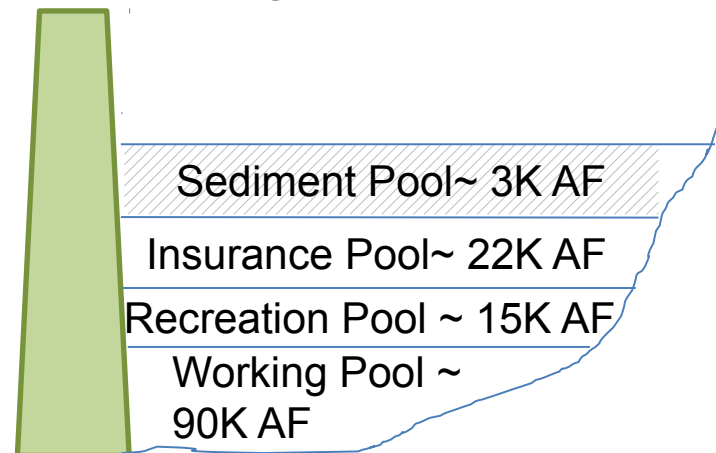 Sediment Pool~ 3K AF
Insurance Pool~ 22K AF
Recreation Pool ~ 15K AF
Working Pool ~
90K AF